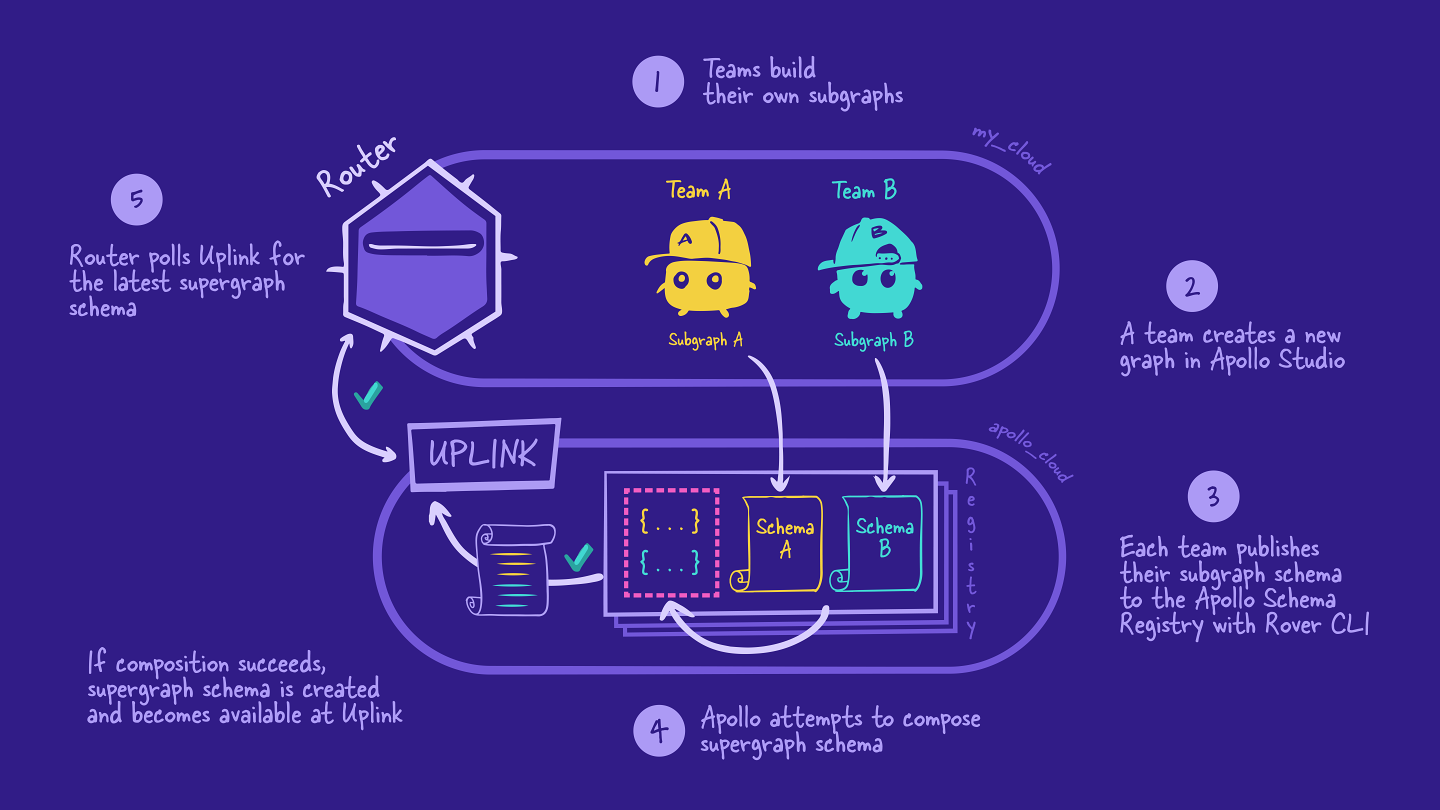 1
Teams build
their own subgraphs
my_cloud
Router
Team A
Team B
A
B
Subgraph A
Subgraph B
5
Router polls Uplink for
the latest supergraph
schema
2
A team creates a new
graph in Apollo Studio
UPLINK
apollo_cloud
Registry
{...}
{...}
Schema
A
Schema
B
3
Each team publishes
their subgraph schema
to the Apollo Schema
Registry with Rover CLI
If composition succeeds,
supergraph schema is created
and becomes available at Uplink
4
Apollo attempts to compose
supergraph schema